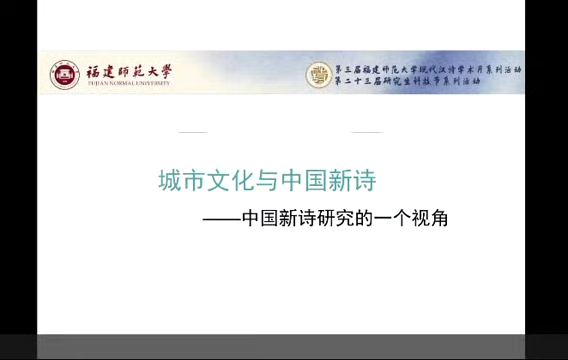 福建师范大学
FUJIAN NORMAL UNIVERSITY
第三届福建师范大学现代汉诗学术月系列活动
第二十三届研究生科技节系列活动
城市文化与中国新诗
——中国新诗研究的一个视角